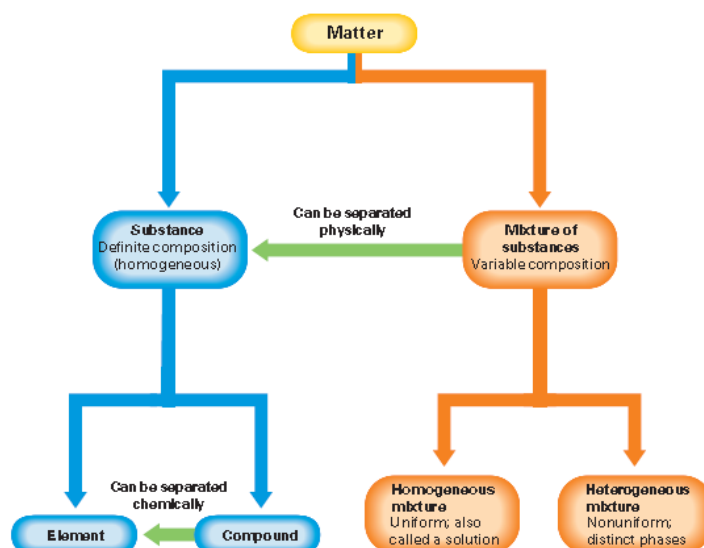 Matter
Substance
Definite composition
(homogeneous)
Can be separated
physically
Mixture of
substances
Variable composition
Can be separated
chemically
Element
Compound
Homogeneous
mixture
Uniform; also
called a solution
Heterogeneous
mixture
Nonuniform;
distinct phases